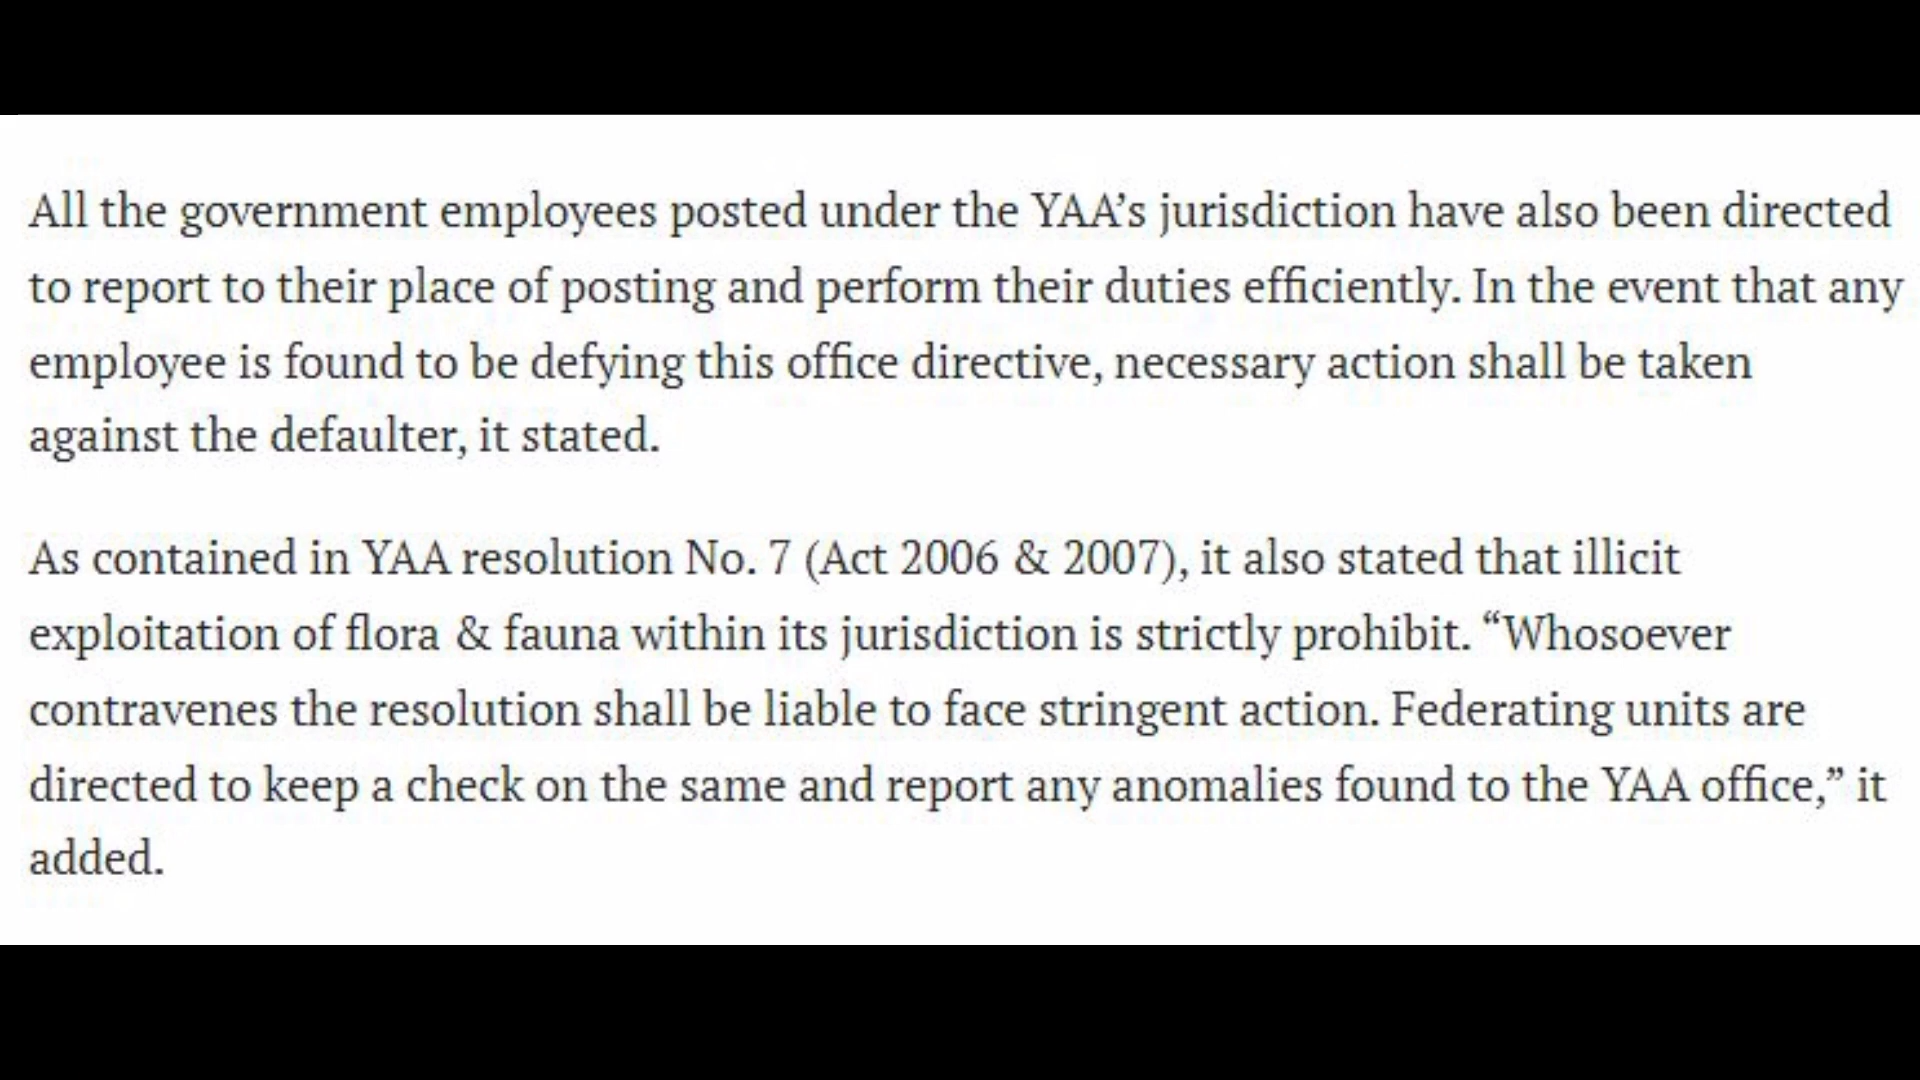 All the government employees posted under the YAA’s jurisdiction have also been directed
to report to their place of posting and perform their duties efficiently. In the event that any
employee is found to be defying this office directive, necessary action shall be taken
against the defaulter, it stated.
As contained in YAA resolution No. 7 (Act 2006 & 2007), it also stated that illicit
exploitation of flora & fauna within its jurisdiction is strictly prohibit. “Whosoever
contravenes the resolution shall be liable to face stringent action. Federating units are
directed to keep a check on the same and report any anomalies found to the YAA office,” it
added.